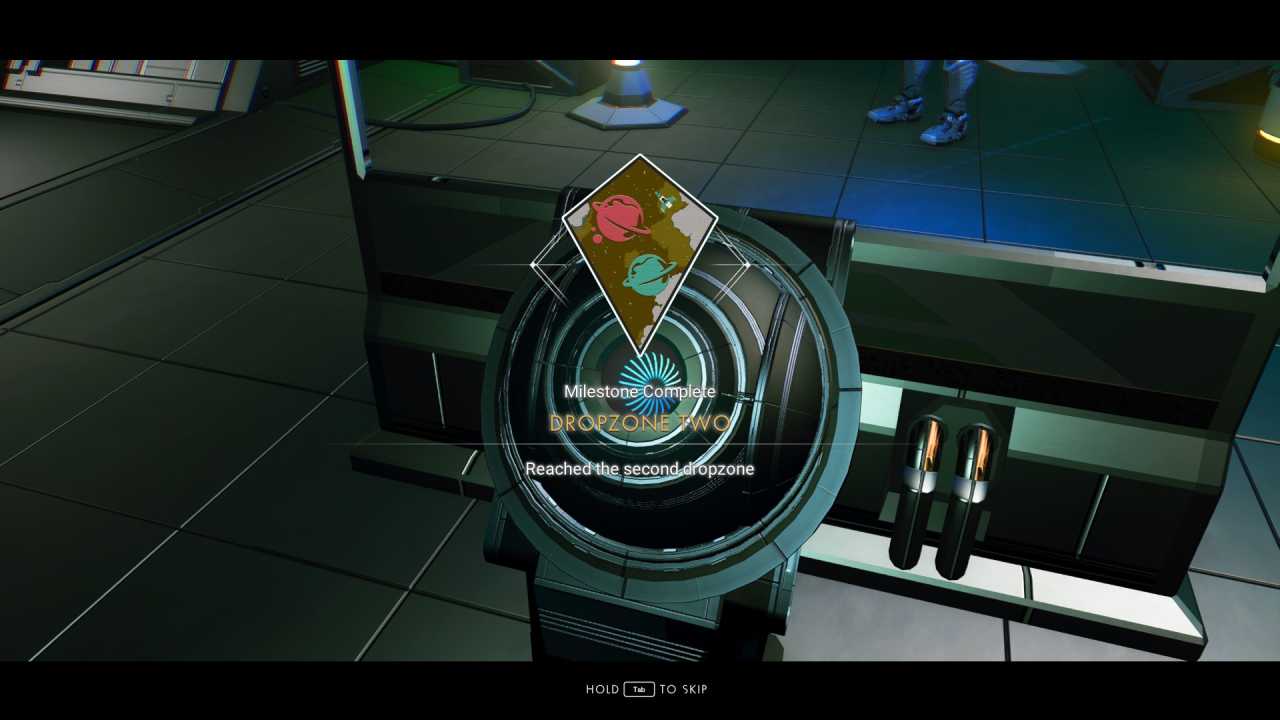 Milestone Complete
DROPZONE TWO
Reached the second dropzone
HOLD Tab TO SKIP